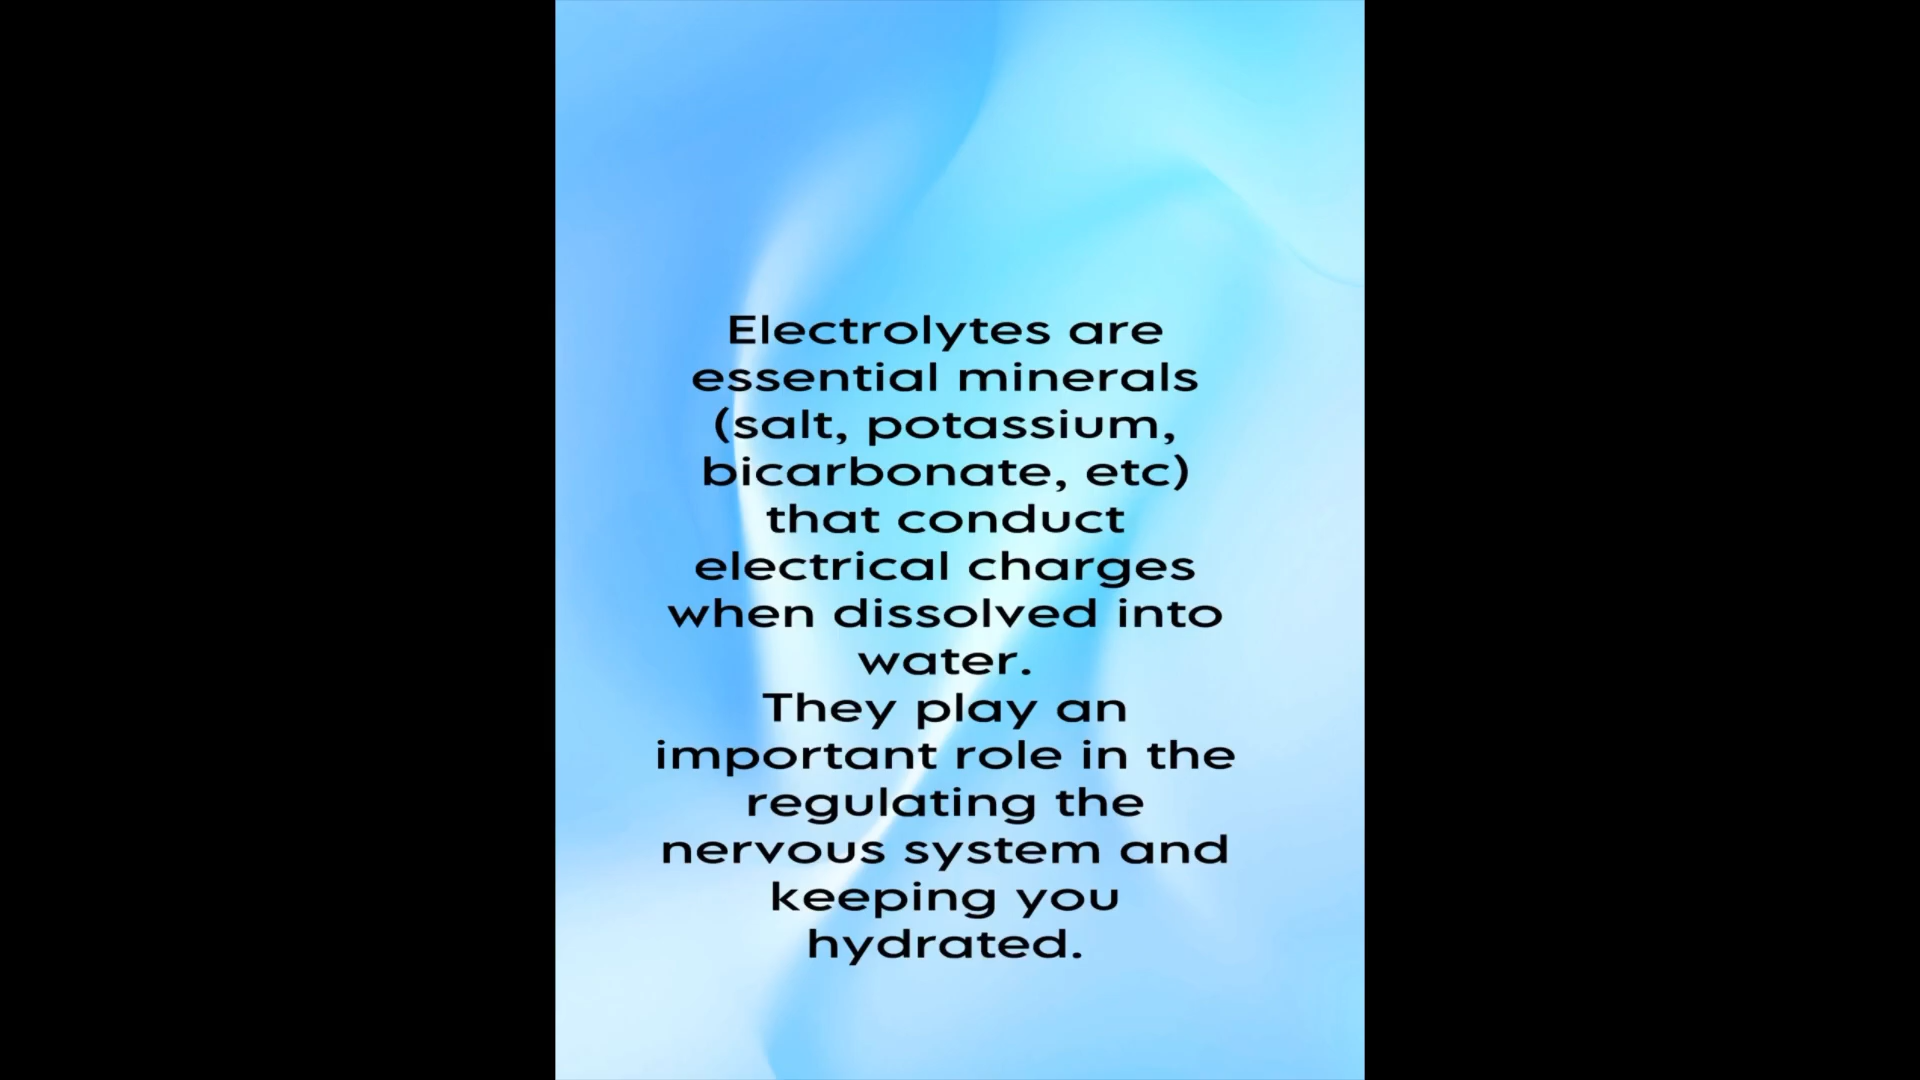 Electrolytes are
essential minerals
(salt, potassium,
bicarbonate, etc)
that conduct
electrical charges
when dissolved into
water.
They play an
important role in the
regulating the
nervous system and
keeping you
hydrated.